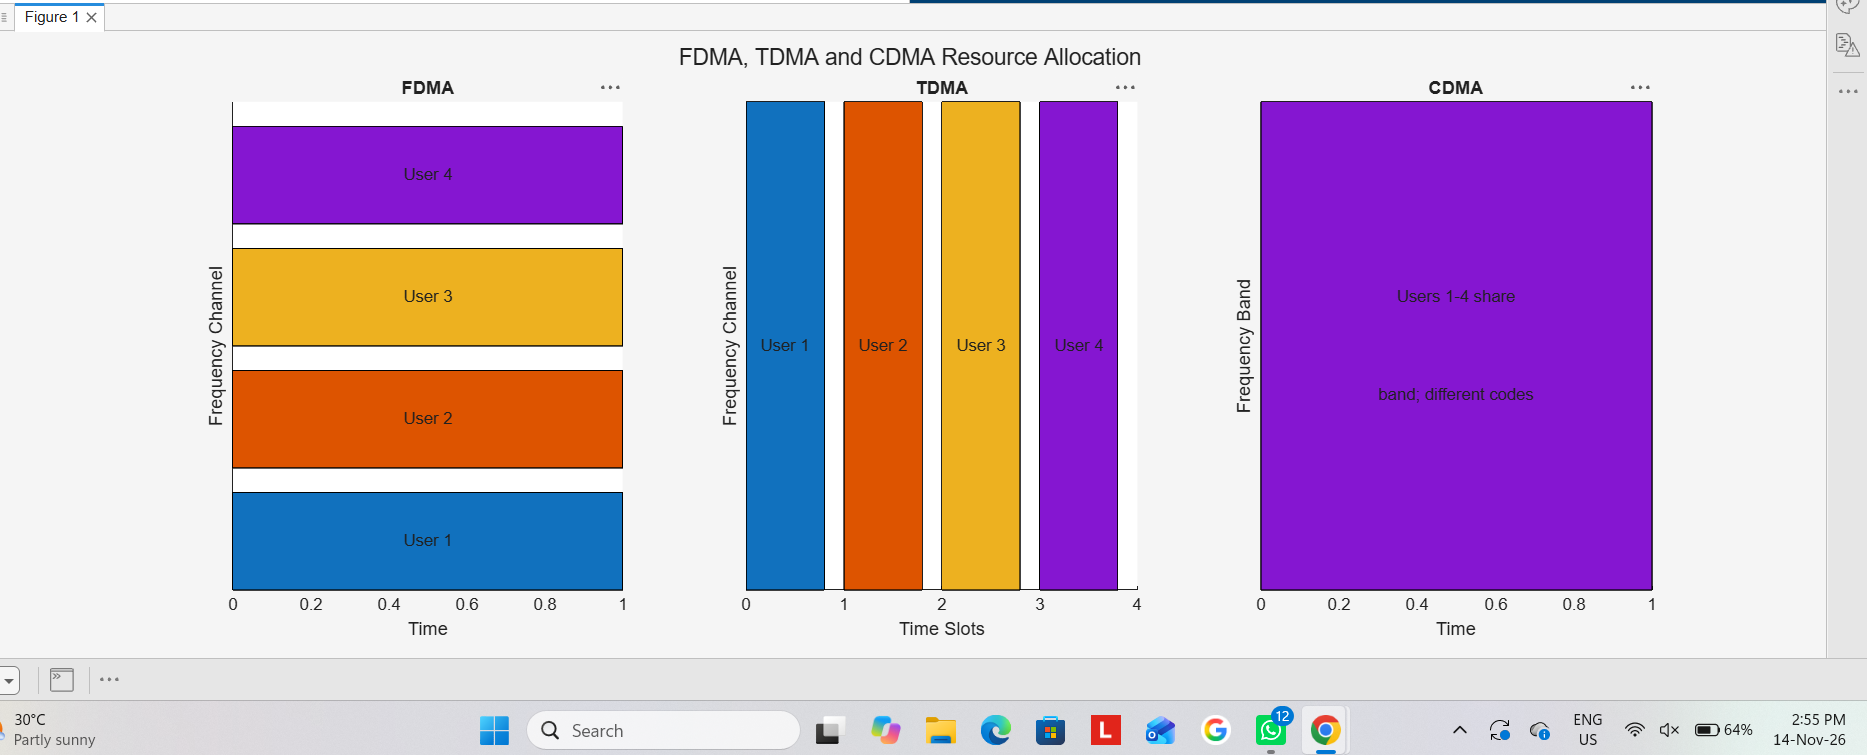 Figure 1
FDMA, TDMA and CDMA Resource Allocation
FDMA
Frequency Channel
User 4
User 3
User 2
User 1
0 0.2 0.4 0.6 0.8 1
Time
TDMA
Frequency Channel
User 1 User 2 User 3 User 4
0 1 2 3 4
Time Slots
CDMA
Frequency Band
Users 1-4 share
band; different codes
0 0.2 0.4 0.6 0.8 1
Time
30°C
Partly sunny
Search
L
12
ENG
US
64%
2:55 PM
14-Nov-26